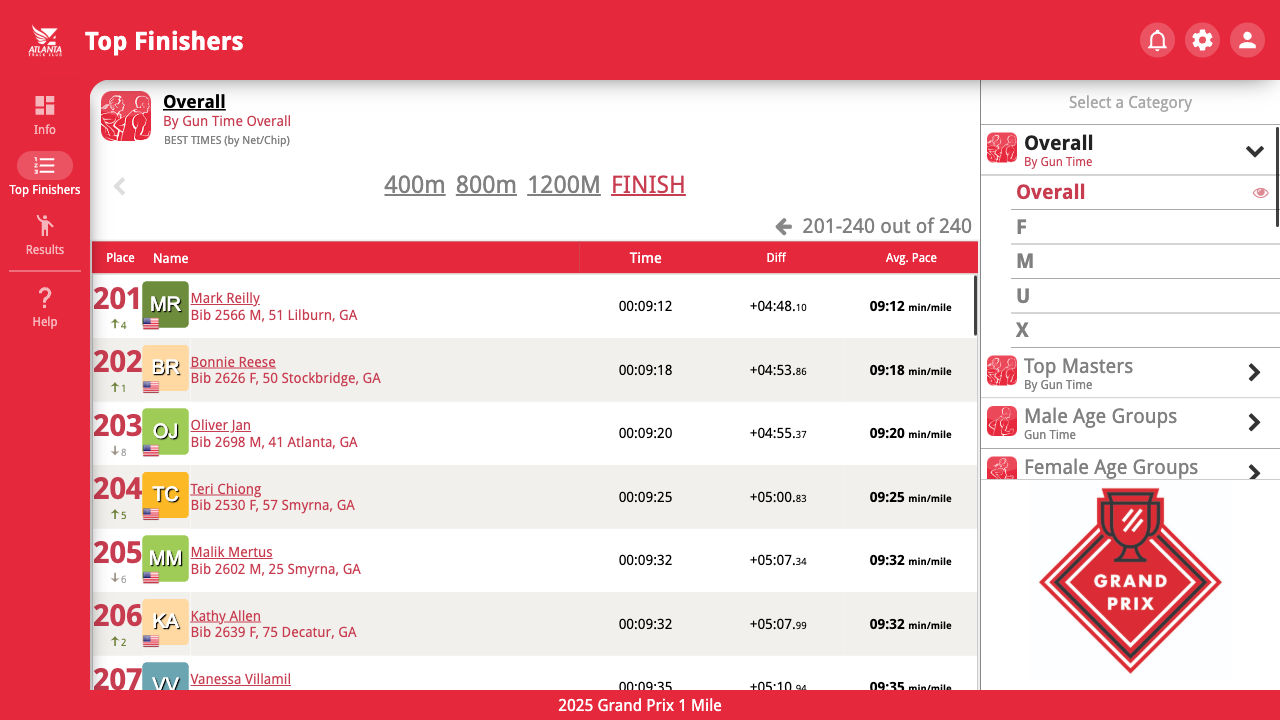 ATLANTA
TRACK CLUB
Top Finishers
Info
Top Finishers
Results
Help
Overall
By Gun Time Overall
BEST TIMES (by Net/Chip)
400m 800m 1200M FINISH
201-240 out of 240
Place Name Time Diff Avg. Pace
201 MR Mark Reilly 00:09:12 +04:48.10 09:12 min/mile
4 Bib 2566 M, 51 Lilburn, GA
202 BR Bonnie Reese 00:09:18 +04:53.86 09:18 min/mile
1 Bib 2626 F, 50 Stockbridge, GA
203 OJ Oliver Jan 00:09:20 +04:55.37 09:20 min/mile
8 Bib 2698 M, 41 Atlanta, GA
204 TC Teri Chiong 00:09:25 +05:00.83 09:25 min/mile
5 Bib 2530 F, 57 Smyrna, GA
205 MM Malik Mertus 00:09:32 +05:07.34 09:32 min/mile
6 Bib 2602 M, 25 Smyrna, GA
206 KA Kathy Allen 00:09:32 +05:07.99 09:32 min/mile
2 Bib 2639 F, 75 Decatur, GA
207 VV Vanessa Villamil 00:09:35 +05:10.94 09:35 min/mile
Select a Category
Overall
By Gun Time
Overall
F
M
U
X
Top Masters
By Gun Time
Male Age Groups
Gun Time
Female Age Groups
GRAND
PRIX
2025 Grand Prix 1 Mile